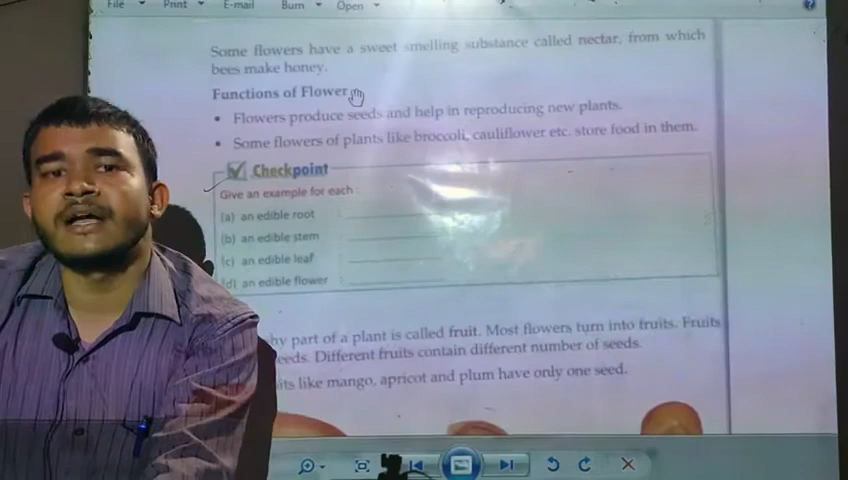 File Print E-mail Burn Open
Some flowers have a sweet smelling substance called nectar, from which
bees make honey.
Functions of Flower
• Flowers produce seeds and help in reproducing new plants.
• Some flowers of plants like broccoli, cauliflower etc. store food in them.
Checkpoint
Give an example for each :
(a) an edible root : 
(b) an edible stem : 
(c) an edible leaf : 
(d) an edible flower : 
part of a plant is called fruit. Most flowers turn into fruits. Fruits
Different fruits contain different number of seeds.
like mango, apricot and plum have only one seed.